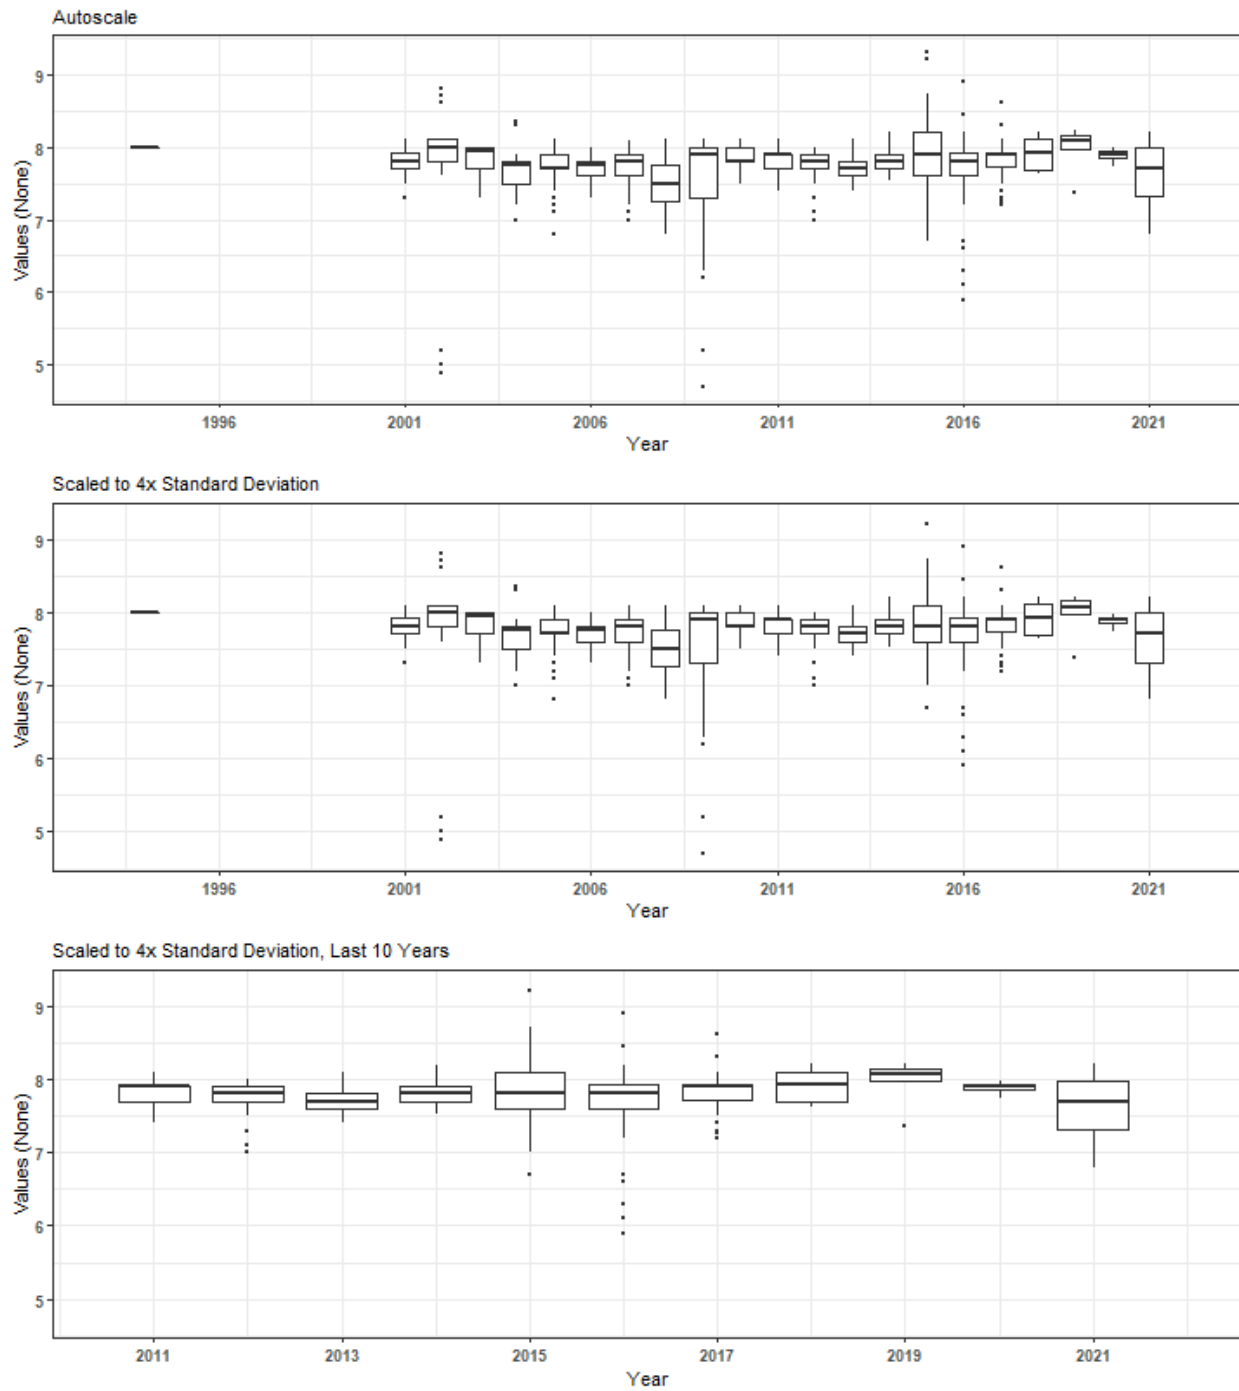 Autoscale
Values (None)
9
8
7
6
5
1996 2001 2006 2011 2016 2021
Year
Scaled to 4x Standard Deviation
Values (None)
9
8
7
6
5
1996 2001 2006 2011 2016 2021
Year
Scaled to 4x Standard Deviation, Last 10 Years
Values (None)
9
8
7
6
5
2011 2013 2015 2017 2019 2021
Year